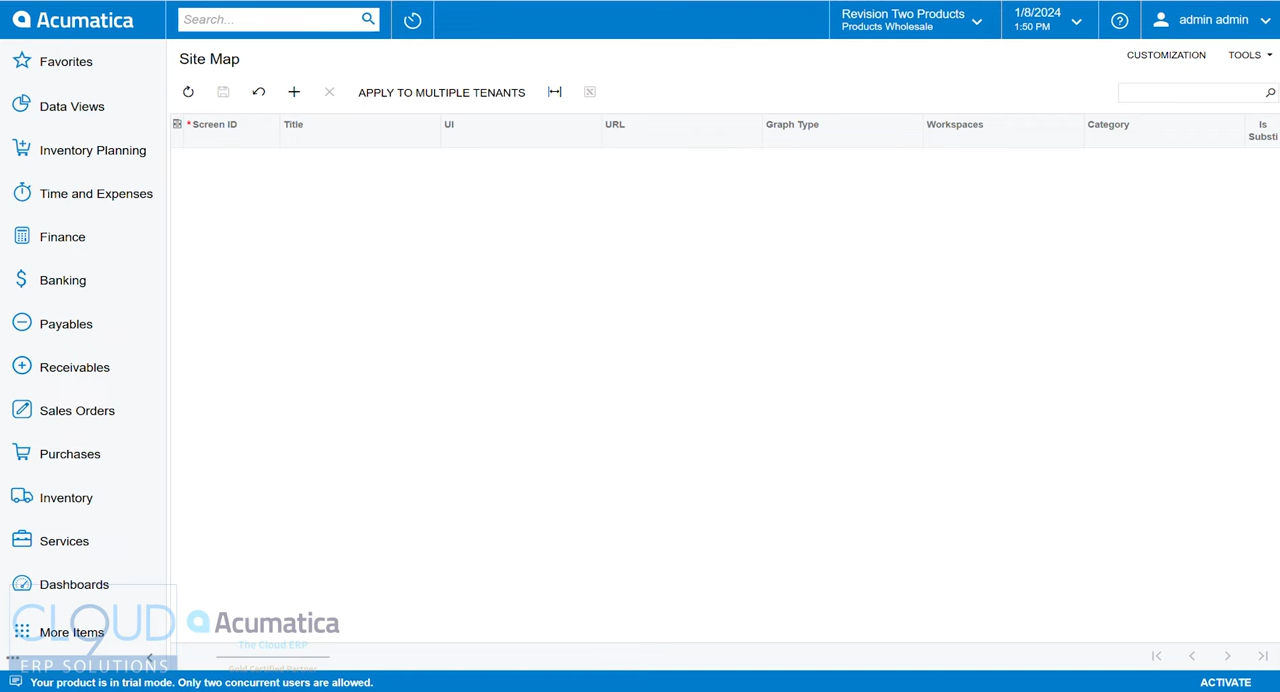 Acumatica
Search...
Revision Two Products
Products Wholesale
1/8/2024
1:50 PM
admin admin
Favorites
Data Views
Inventory Planning
Time and Expenses
Finance
Banking
Payables
Receivables
Sales Orders
Purchases
Inventory
Services
Dashboards
More Items
Site Map
CUSTOMIZATION
TOOLS
APPLY TO MULTIPLE TENANTS
* Screen ID
Title
UI
URL
Graph Type
Workspaces
Category
Is
Substi
CLOUD
ERP SOLUTIONS
Acumatica
The Cloud ERP
Gold Certified Partner
Your product is in trial mode. Only two concurrent users are allowed.
ACTIVATE